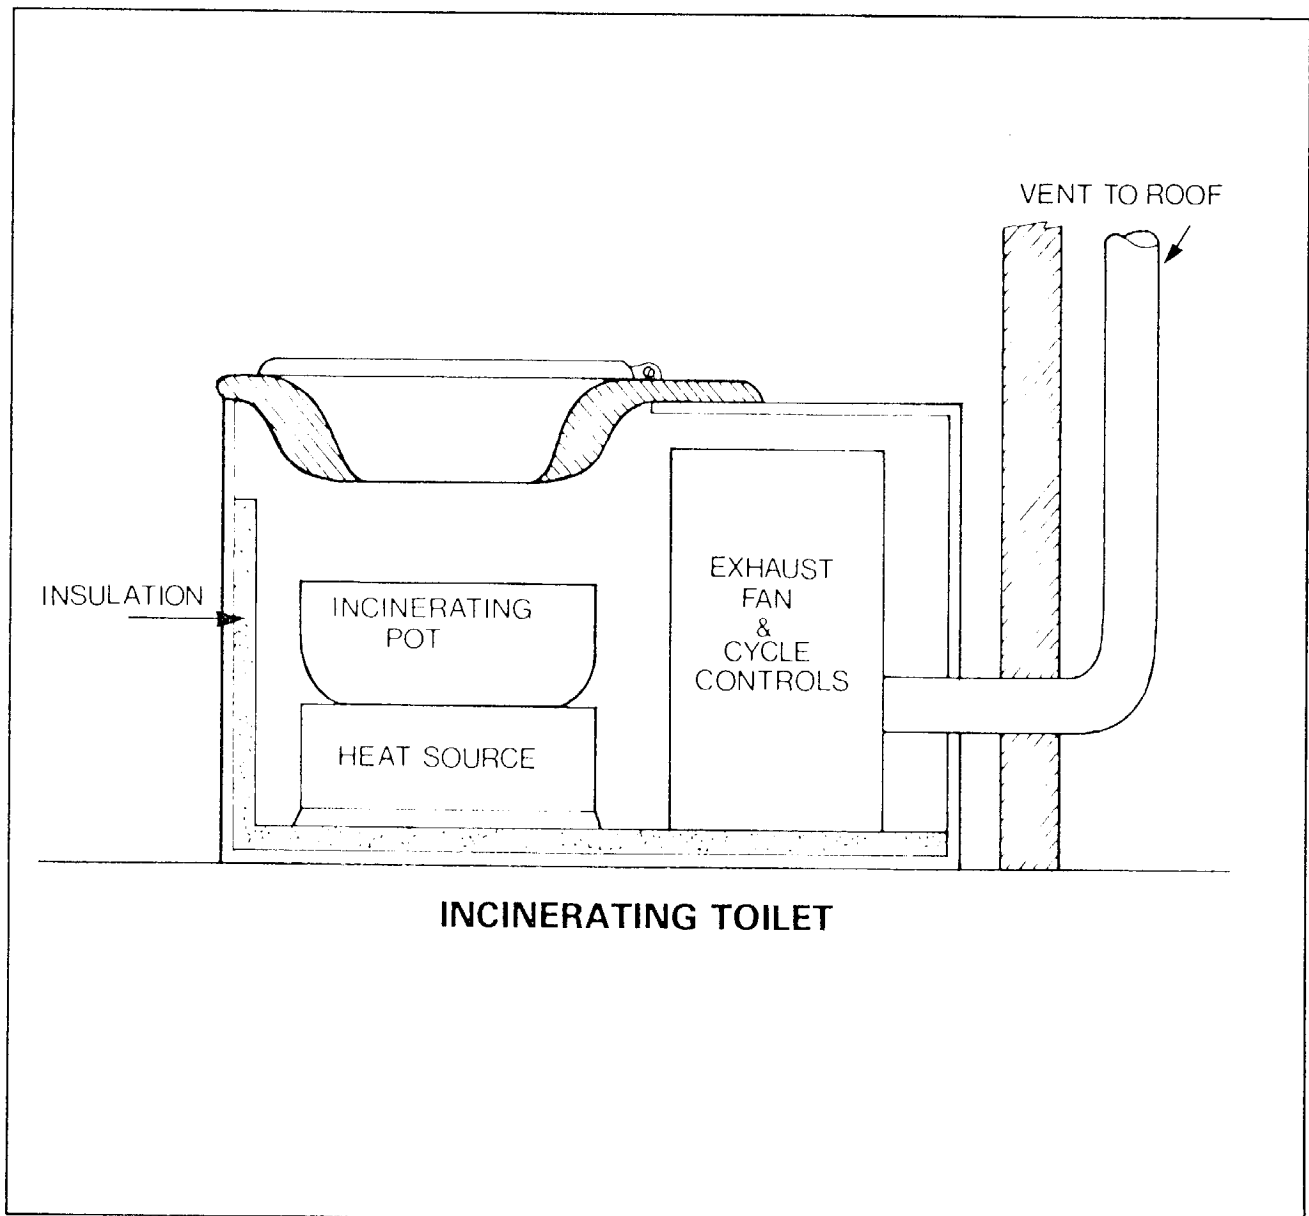 VENT TO ROOF
INSULATION
INCINERATING
POT
HEAT SOURCE
EXHAUST
FAN
&
CYCLE
CONTROLS
INCINERATING TOILET